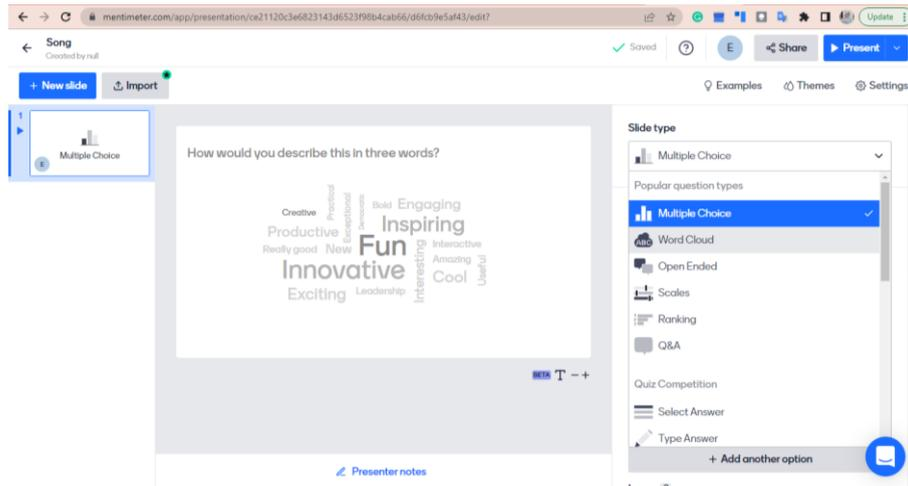 mentimeter.com/app/presentation/ce21120c3e6823143d6523f98b4cab66/d6fcb9e5af43/edit?
Update
Song
Created by null
Saved
E
Share
Present
+ New slide
Import
Examples
Themes
Settings
1
Multiple Choice
E
How would you describe this in three words?
Creative
Practical
Exceptional
Democratic
Bold
Engaging
Productive
Inspiring
Really good
New
Fun
Interactive
Innovative
Interesting
Amazing
Cool
Useful
Exciting
Leadership
BETA T − +
Presenter notes
Slide type
Multiple Choice
Popular question types
Multiple Choice
ABC Word Cloud
Open Ended
Scales
Ranking
Q&A
Quiz Competition
Select Answer
Type Answer
+ Add another option